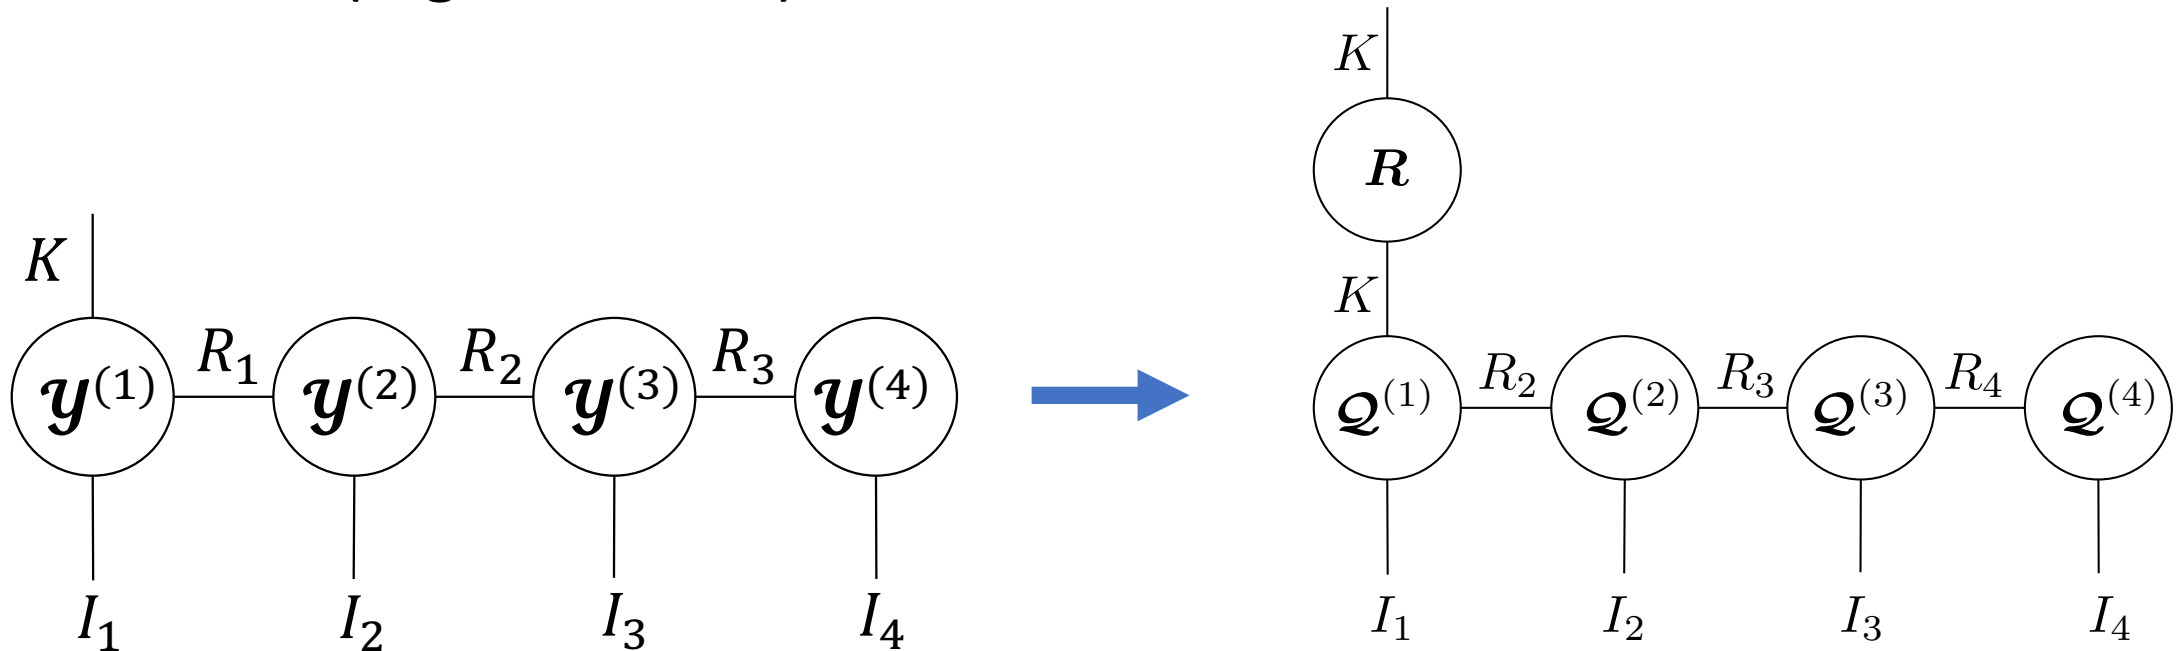 K
K
R
K
R₁ R₂ R₃
R₂ R₃ R₄
𝓨⁽¹⁾ 𝓨⁽²⁾ 𝓨⁽³⁾ 𝓨⁽⁴⁾
𝓠⁽¹⁾ 𝓠⁽²⁾ 𝓠⁽³⁾ 𝓠⁽⁴⁾
I₁ I₂ I₃ I₄
I₁ I₂ I₃ I₄